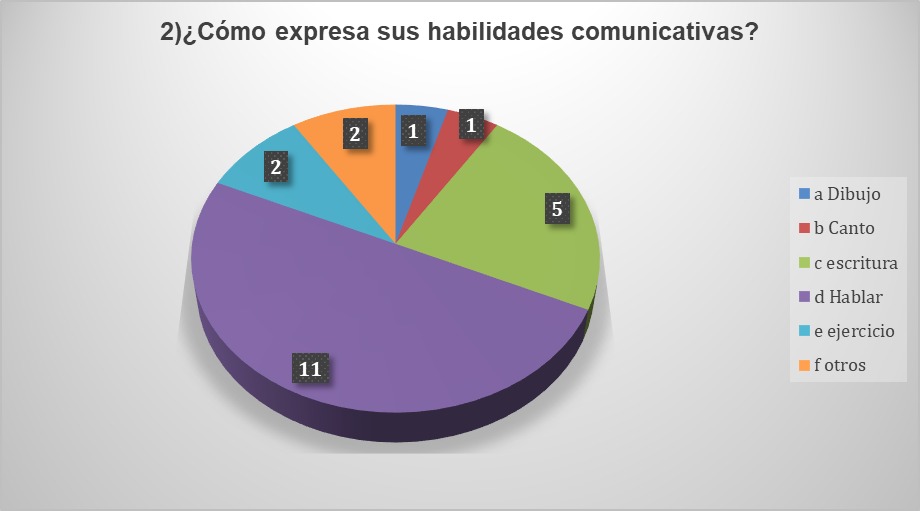 2)¿Cómo expresa sus habilidades comunicativas?
2
1
1
2
5
11
a Dibujo
b Canto
c escritura
d Hablar
e ejercicio
f otros